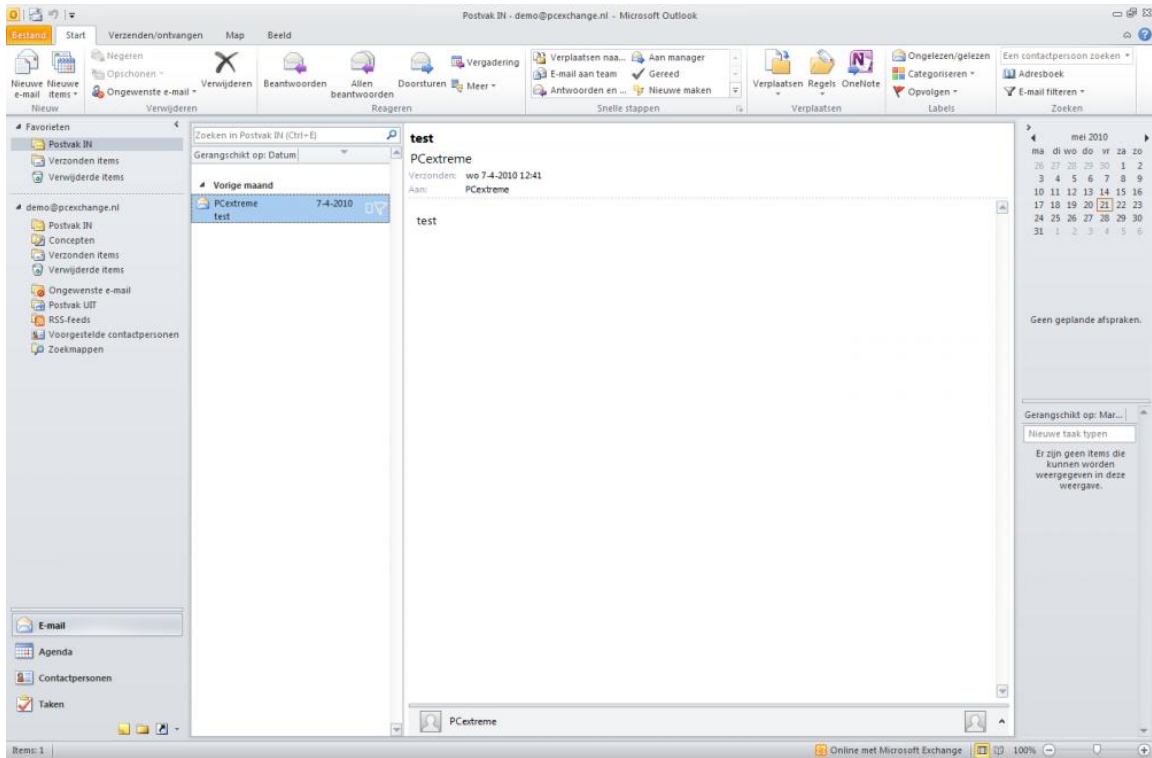 Postvak IN - demo@pcexchange.nl - Microsoft Outlook
Bestand Start Verzenden/ontvangen Map Beeld
Nieuwe e-mail
Nieuwe items
Negeren
Opschonen
Ongewenste e-mail
Verwijderen
Beantwoorden
Allen beantwoorden
Doorsturen
Vergadering
Meer
Verplaatsen naa...
E-mail aan team
Antwoorden en ...
Aan manager
Gereed
Nieuwe maken
Verplaatsen
Regels
OneNote
Ongelezen/gelezen
Categoriseren
Opvolgen
Een contactpersoon zoeken
Adresboek
E-mail filteren
Nieuw Verwijderen Reageren Snelle stappen Verplaatsen Labels Zoeken
Favorieten
Postvak IN
Verzonden items
Verwijderde items
demo@pcexchange.nl
Postvak IN
Concepten
Verzonden items
Verwijderde items
Ongewenste e-mail
Postvak UIT
RSS-feeds
Voorgestelde contactpersonen
Zoekmappen
E-mail
Agenda
Contactpersonen
Taken
Zoeken in Postvak IN (Ctrl+E)
Gerangschikt op: Datum
Vorige maand
PCextreme 7-4-2010
test
test
PCextreme
Verzonden: wo 7-4-2010 12:41
Aan: PCextreme
test
PCextreme
mei 2010
ma di wo do vr za zo
26 27 28 29 30 1 2
3 4 5 6 7 8 9
10 11 12 13 14 15 16
17 18 19 20 21 22 23
24 25 26 27 28 29 30
31 1 2 3 4 5 6
Geen geplande afspraken.
Gerangschikt op: Mar...
Nieuwe taak typen
Er zijn geen items die
kunnen worden
weergegeven in deze
weergave.
Items: 1
Online met Microsoft Exchange 100%